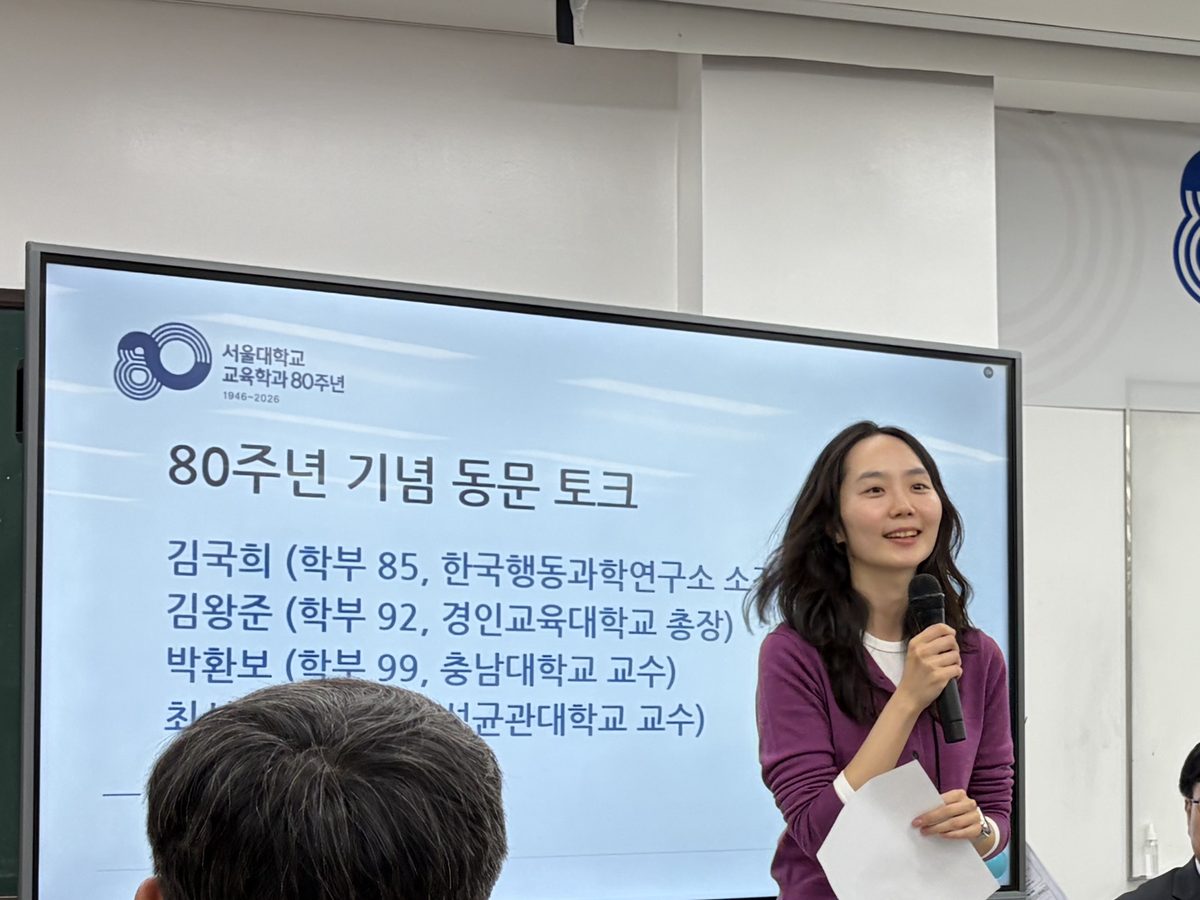 서울대학교
교육학과 80주년
1946-2026
80주년 기념 동문 토크
김국희 (학부 85, 한국행동과학연구소
김왕준 (학부 92, 경인교육대학교 총장)
박환보 (학부 99, 충남대학교 교수)
성균관대학교 교수)